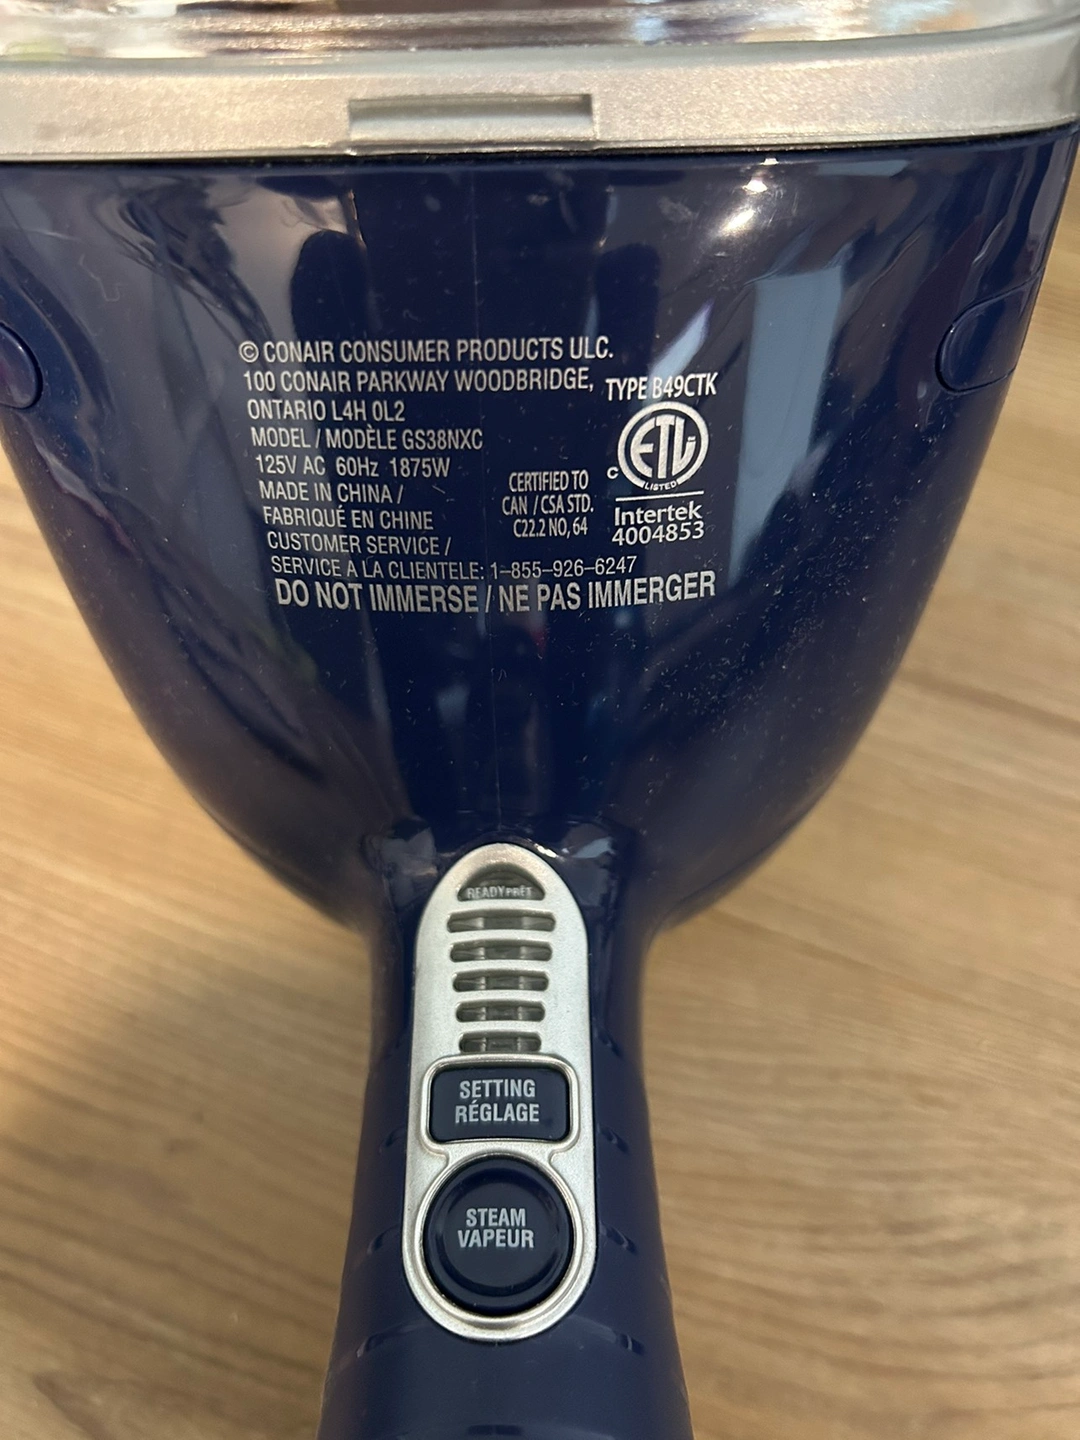 © CONAIR CONSUMER PRODUCTS ULC.
100 CONAIR PARKWAY WOODBRIDGE,
ONTARIO L4H 0L2
MODEL / MODÈLE GS38NXC
125V AC 60Hz 1875W
MADE IN CHINA /
FABRIQUÉ EN CHINE
CUSTOMER SERVICE /
SERVICE A LA CLIENTELE: 1-855-926-6247
DO NOT IMMERSE / NE PAS IMMERGER
TYPE B49CTK
ETL
C
LISTED
CERTIFIED TO
CAN / CSA STD.
C22.2 NO, 64
Intertek
4004853
READY PRÊT
SETTING
RÉGLAGE
STEAM
VAPEUR